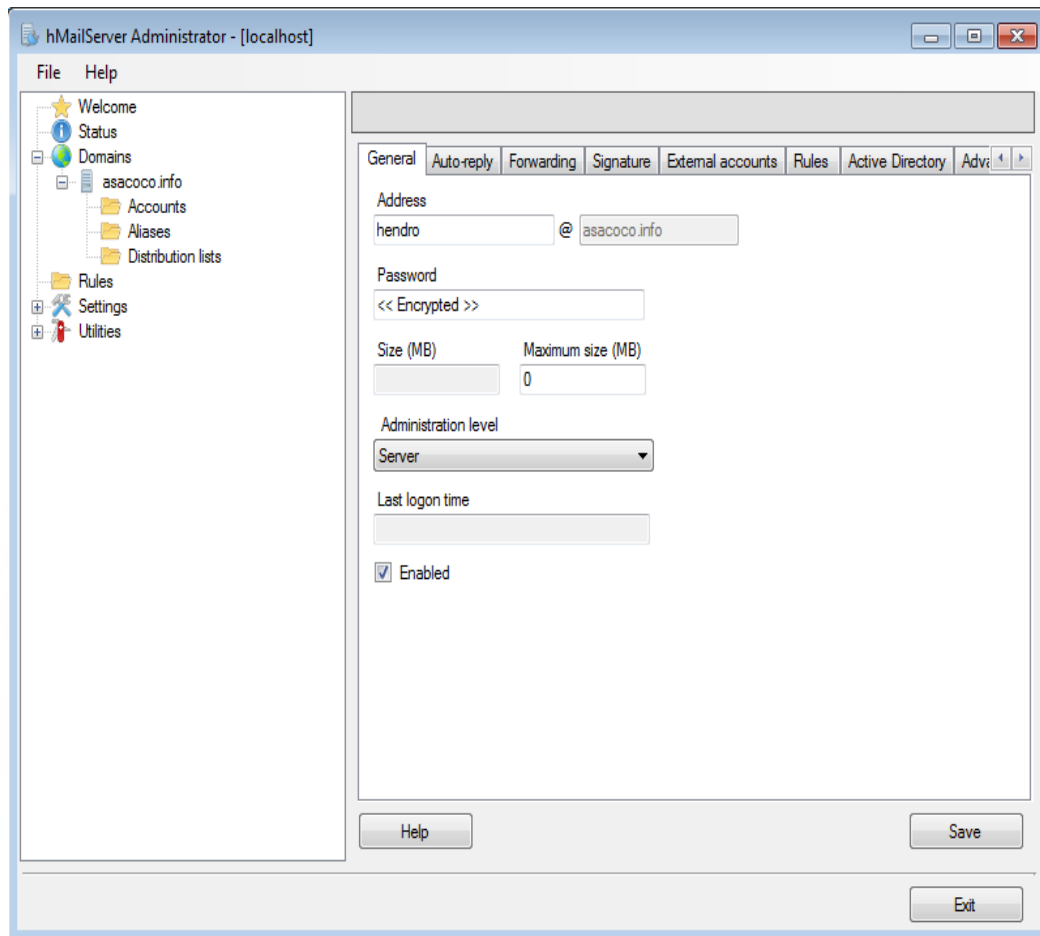 hMailServer Administrator - [localhost]
File Help
Welcome
Status
Domains
asacoco.info
Accounts
Aliases
Distribution lists
Rules
Settings
Utilities
General Auto-reply Forwarding Signature External accounts Rules Active Directory Adva
Address
hendro @ asacoco.info
Password
<< Encrypted >>
Size (MB) Maximum size (MB)
0
Administration level
Server
Last logon time
Enabled
Help Save
Exit